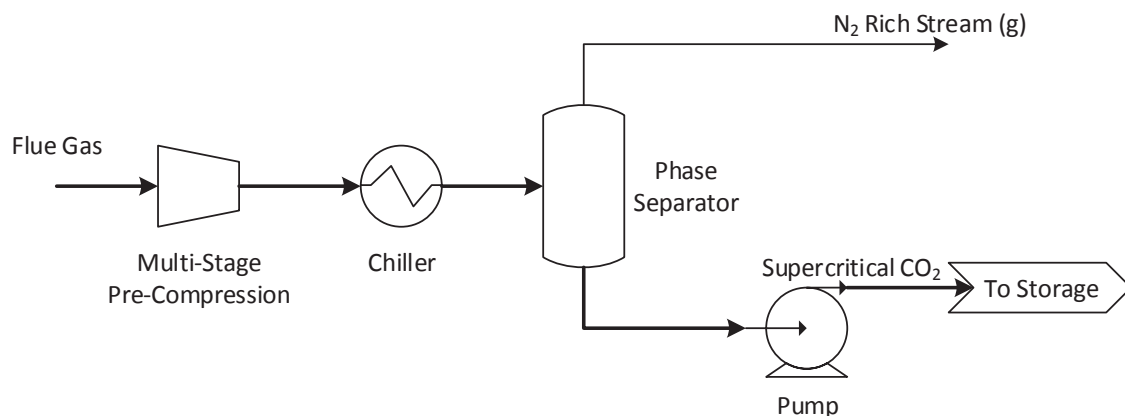 N₂ Rich Stream (g)
Flue Gas
Phase
Separator
Multi-Stage
Pre-Compression
Chiller
Supercritical CO₂
To Storage
Pump